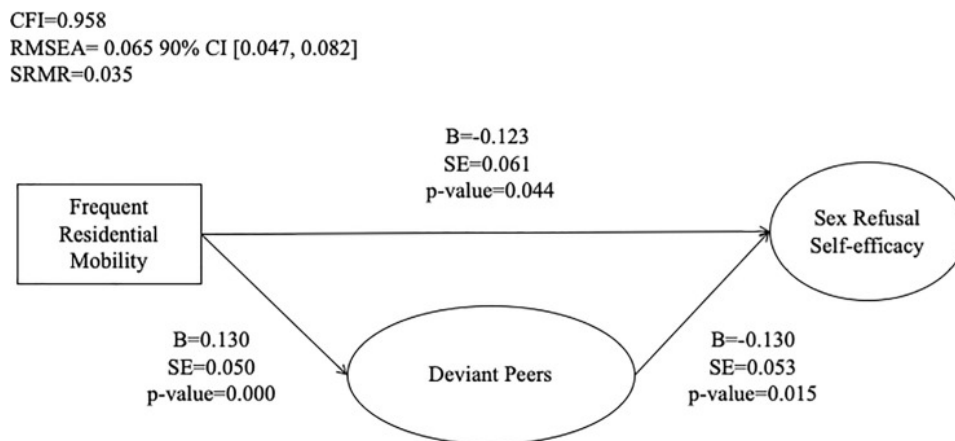 CFI=0.958
RMSEA= 0.065 90% CI [0.047, 0.082]
SRMR=0.035
B=-0.123
SE=0.061
p-value=0.044
Frequent
Residential
Mobility
Sex Refusal
Self-efficacy
B=0.130
SE=0.050
p-value=0.000
Deviant Peers
B=-0.130
SE=0.053
p-value=0.015